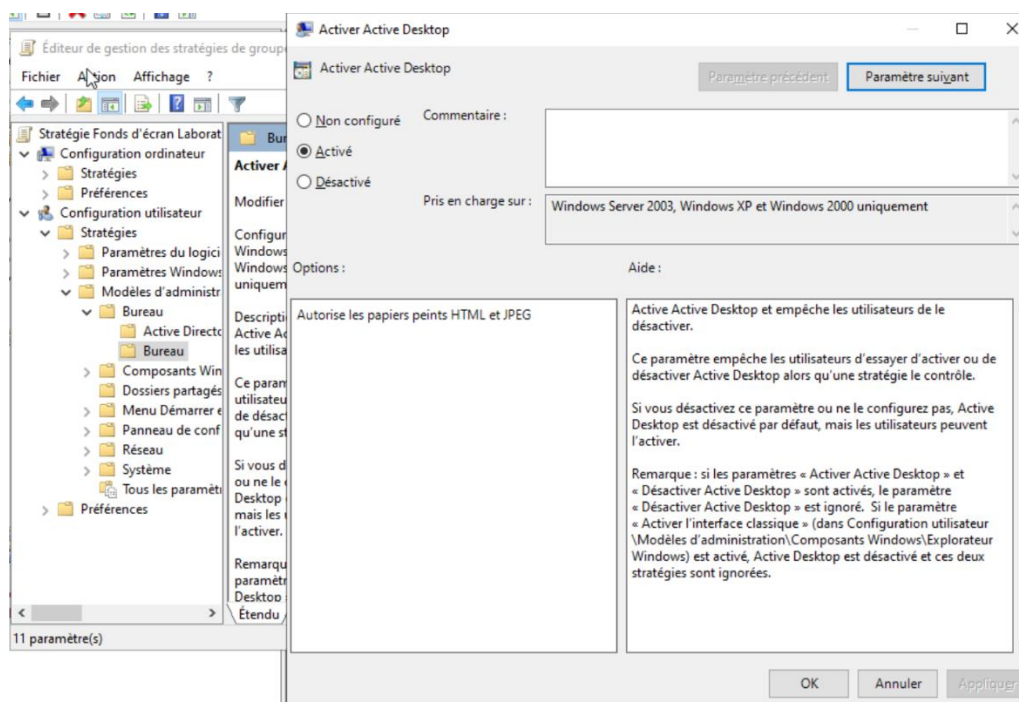 Éditeur de gestion des stratégies de groupe
Fichier Action Affichage ?
Stratégie Fonds d'écran Laborat
Configuration ordinateur
Stratégies
Préférences
Configuration utilisateur
Stratégies
Paramètres du logici
Paramètres Windows
Modèles d'administr
Bureau
Active Directo
Bureau
Composants Win
Dossiers partagés
Menu Démarrer e
Panneau de conf
Réseau
Système
Tous les paramètr
Préférences
11 paramètre(s)
Bur
Activer A
Modifier
Configur
Windows
Windows
uniquem
Descripti
Active Ac
les utilisa
Ce param
utilisateu
de désact
qu'une st
Si vous d
ou ne le c
Desktop
mais les u
l'activer.
Remarqu
paramètr
Desktop
Étendu
Activer Active Desktop
Activer Active Desktop
Paramètre précédent
Paramètre suivant
Non configuré
Activé
Désactivé
Commentaire :
Pris en charge sur :
Windows Server 2003, Windows XP et Windows 2000 uniquement
Options :
Autorise les papiers peints HTML et JPEG
Aide :
Active Active Desktop et empêche les utilisateurs de le
désactiver.
Ce paramètre empêche les utilisateurs d'essayer d'activer ou de
désactiver Active Desktop alors qu'une stratégie le contrôle.
Si vous désactivez ce paramètre ou ne le configurez pas, Active
Desktop est désactivé par défaut, mais les utilisateurs peuvent
l'activer.
Remarque : si les paramètres « Activer Active Desktop » et
« Désactiver Active Desktop » sont activés, le paramètre
« Désactiver Active Desktop » est ignoré. Si le paramètre
« Activer l'interface classique » (dans Configuration utilisateur
\Modèles d'administration\Composants Windows\Explorateur
Windows) est activé, Active Desktop est désactivé et ces deux
stratégies sont ignorées.
OK
Annuler
Appliquer